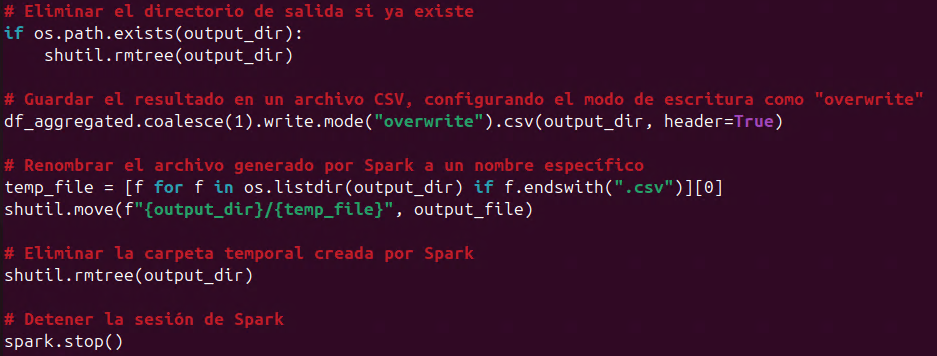 # Eliminar el directorio de salida si ya existe
if os.path.exists(output_dir):
    shutil.rmtree(output_dir)
# Guardar el resultado en un archivo CSV, configurando el modo de escritura como "overwrite"
df_aggregated.coalesce(1).write.mode("overwrite").csv(output_dir, header=True)
# Renombrar el archivo generado por Spark a un nombre específico
temp_file = [f for f in os.listdir(output_dir) if f.endswith(".csv")][0]
shutil.move(f"{output_dir}/{temp_file}", output_file)
# Eliminar la carpeta temporal creada por Spark
shutil.rmtree(output_dir)
# Detener la sesión de Spark
spark.stop()